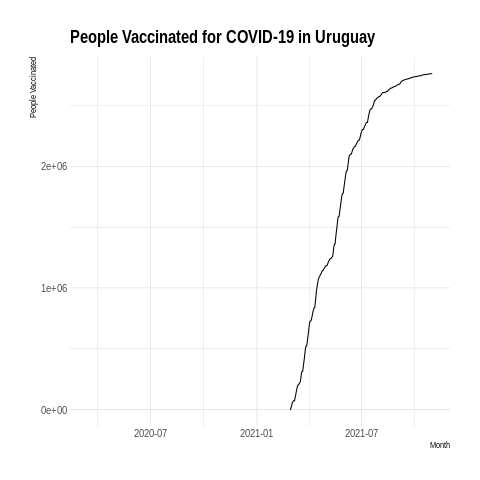 People Vaccinated for COVID-19 in Uruguay
People Vaccinated
2e+06
1e+06
0e+00
2020-07
2021-01
2021-07
Month